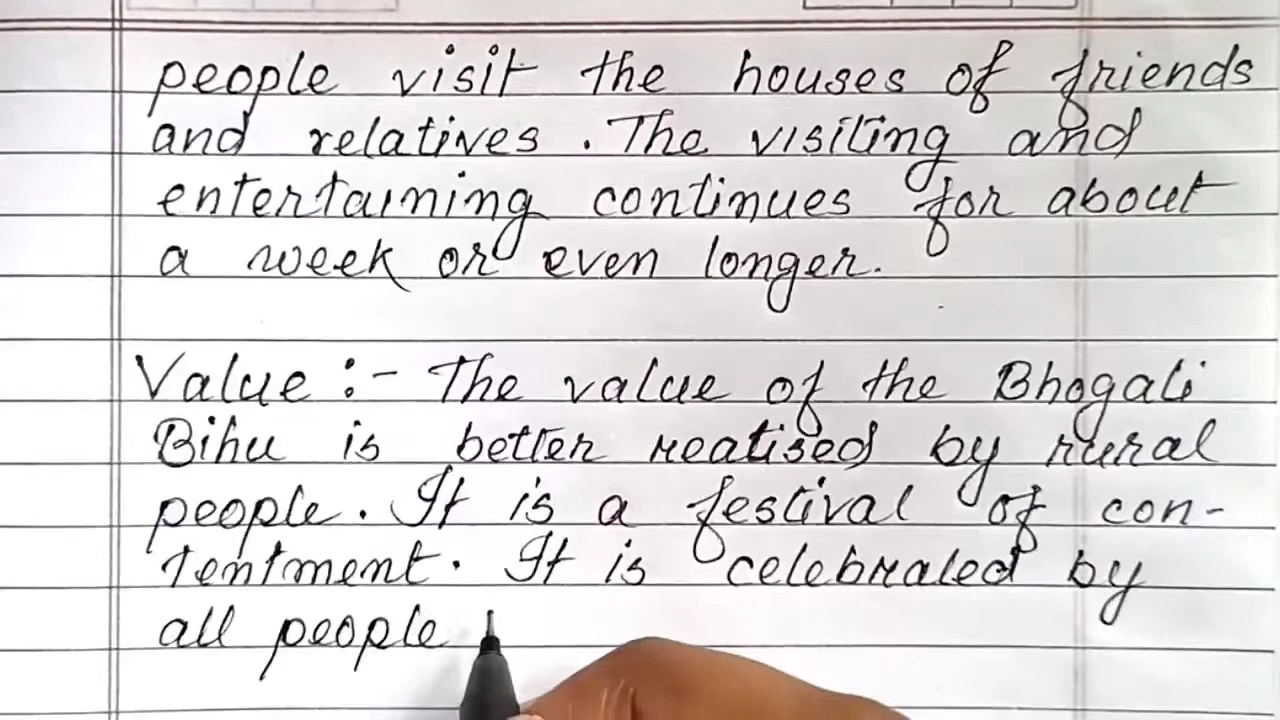 people visit the houses of friends
and relatives. The visiting and
entertaining continues for about
a week or even longer.
Value :- The value of the Bhogali
Bihu is better realised by rural
people. It is a festival of con-
tentment. It is celebrated by
all people